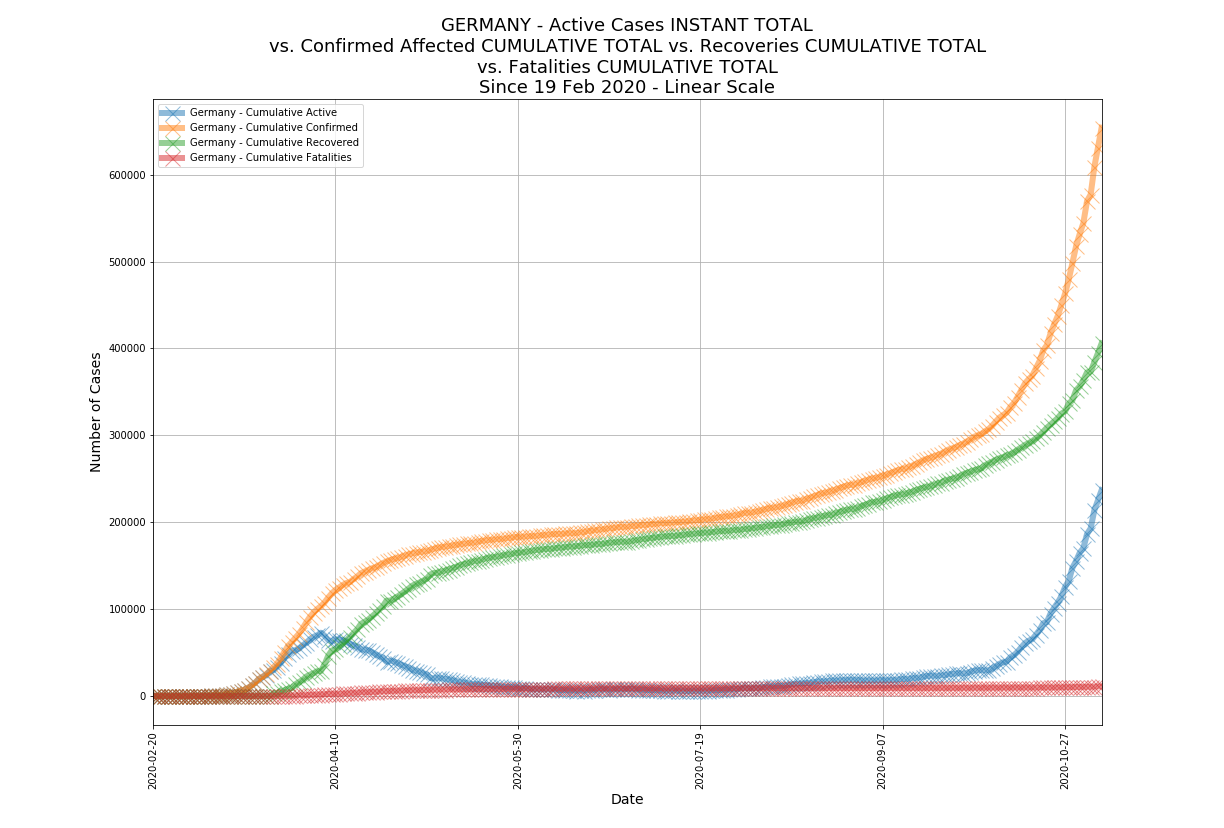 GERMANY - Active Cases INSTANT TOTAL
vs. Confirmed Affected CUMULATIVE TOTAL vs. Recoveries CUMULATIVE TOTAL
vs. Fatalities CUMULATIVE TOTAL
Since 19 Feb 2020 - Linear Scale
Germany - Cumulative Active
Germany - Cumulative Confirmed
Germany - Cumulative Recovered
Germany - Cumulative Fatalities
Number of Cases
600000
500000
400000
300000
200000
100000
0
2020-02-20
2020-04-10
2020-05-30
2020-07-19
2020-09-07
2020-10-27
Date